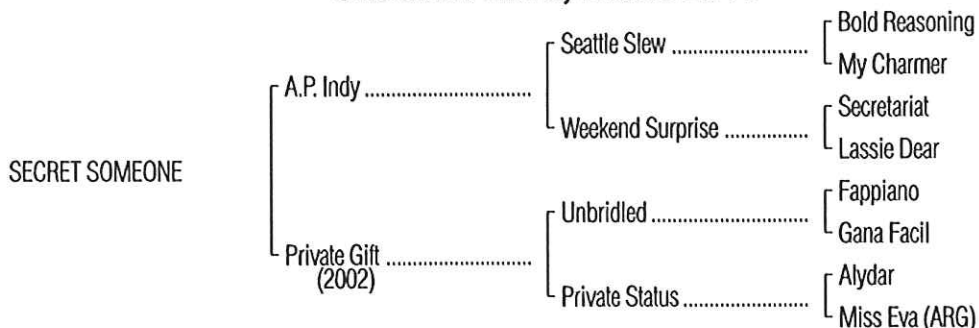 Bold Reasoning
Seattle Slew
My Charmer
A.P. Indy
Secretariat
Weekend Surprise
Lassie Dear
SECRET SOMEONE
Fappiano
Unbridled
Gana Facil
Private Gift
(2002)
Alydar
Private Status
Miss Eva (ARG)